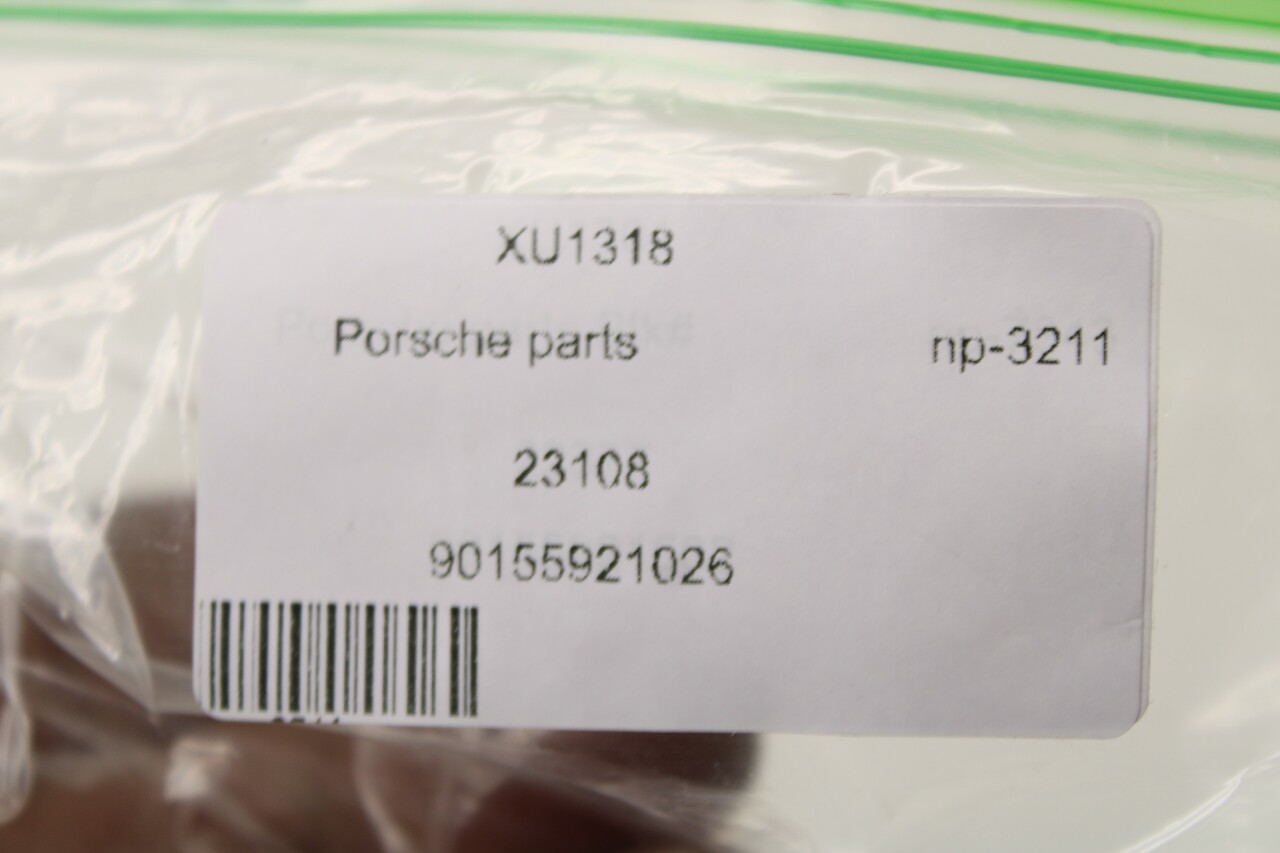 XU1318
Porsche parts np-3211
23108
90155921026